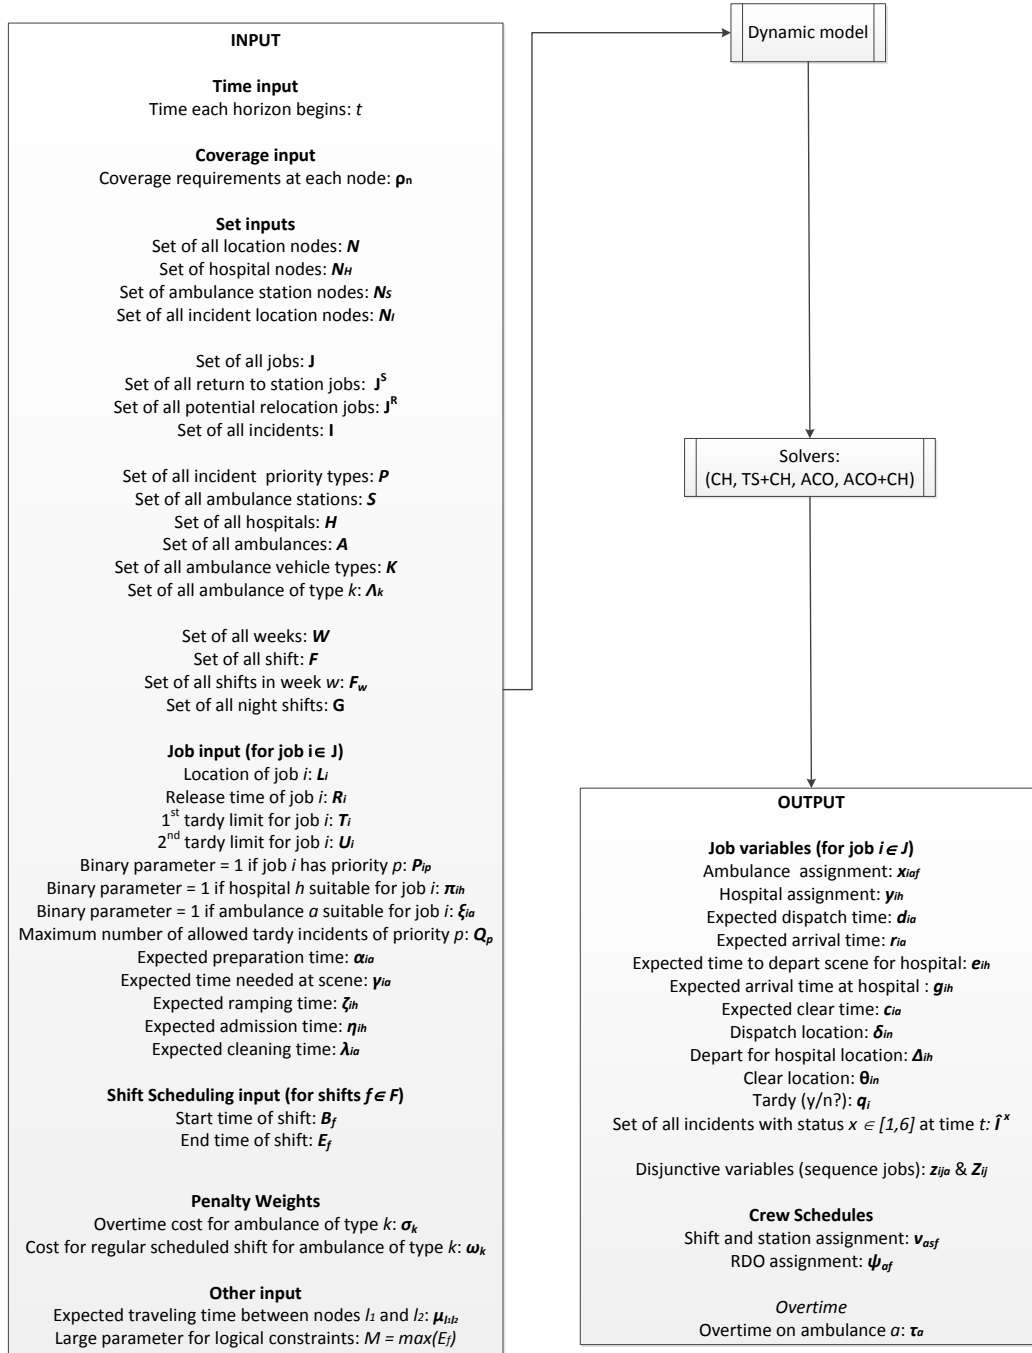 INPUT
Time input
Time each horizon begins: t
Coverage input
Coverage requirements at each node: ρn
Set inputs
Set of all location nodes: N
Set of hospital nodes: NH
Set of ambulance station nodes: NS
Set of all incident location nodes: NI
Set of all jobs: J
Set of all return to station jobs: J^S
Set of all potential relocation jobs: J^R
Set of all incidents: I
Set of all incident priority types: P
Set of all ambulance stations: S
Set of all hospitals: H
Set of all ambulances: A
Set of all ambulance vehicle types: K
Set of all ambulance of type k: Λk
Set of all weeks: W
Set of all shift: F
Set of all shifts in week w: Fw
Set of all night shifts: G
Job input (for job i∈ J)
Location of job i: Li
Release time of job i: Ri
1st tardy limit for job i: Ti
2nd tardy limit for job i: Ui
Binary parameter = 1 if job i has priority p: Pip
Binary parameter = 1 if hospital h suitable for job i: πih
Binary parameter = 1 if ambulance a suitable for job i: ξia
Maximum number of allowed tardy incidents of priority p: Qp
Expected preparation time: αia
Expected time needed at scene: γia
Expected ramping time: ζih
Expected admission time: ηih
Expected cleaning time: λia
Shift Scheduling input (for shifts f∈ F)
Start time of shift: Bf
End time of shift: Ef
Penalty Weights
Overtime cost for ambulance of type k: σk
Cost for regular scheduled shift for ambulance of type k: ωk
Other input
Expected traveling time between nodes l1 and l2: μl1l2
Large parameter for logical constraints: M = max(Ef)
Dynamic model
Solvers:
(CH, TS+CH, ACO, ACO+CH)
OUTPUT
Job variables (for job i∈ J)
Ambulance assignment: xiaf
Hospital assignment: yih
Expected dispatch time: dia
Expected arrival time: ria
Expected time to depart scene for hospital: eih
Expected arrival time at hospital : gih
Expected clear time: cia
Dispatch location: δin
Depart for hospital location: Δih
Clear location: θin
Tardy (y/n?): qi
Set of all incidents with status x ∈ [1,6] at time t: Î^x
Disjunctive variables (sequence jobs): zija & Zij
Crew Schedules
Shift and station assignment: vasf
RDO assignment: ψaf
Overtime
Overtime on ambulance a: τa